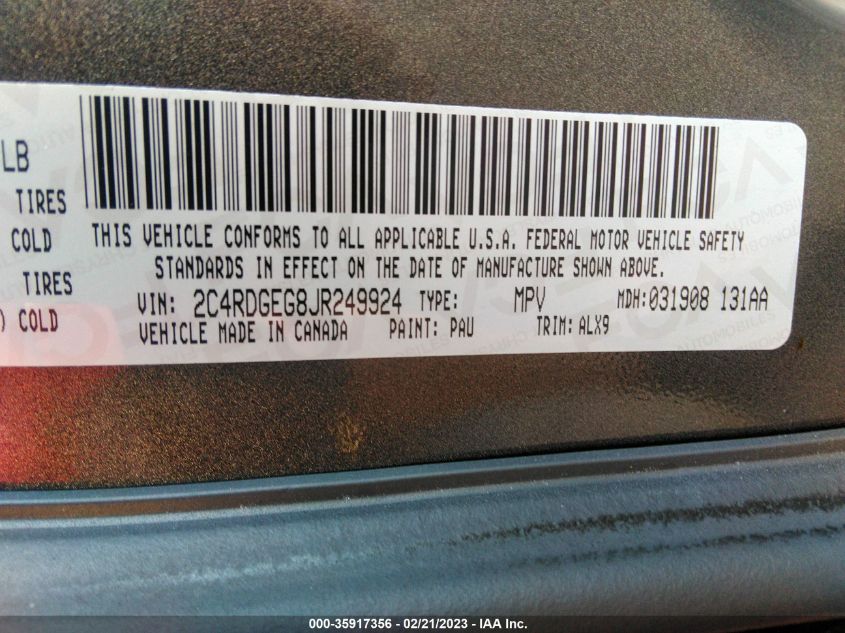 LB
TIRES
COLD
TIRES
) COLD
THIS VEHICLE CONFORMS TO ALL APPLICABLE U.S.A. FEDERAL MOTOR VEHICLE SAFETY
STANDARDS IN EFFECT ON THE DATE OF MANUFACTURE SHOWN ABOVE.
VIN: 2C4RDGEG8JR249924 TYPE: MPV MDH:031908 131AA
VEHICLE MADE IN CANADA PAINT: PAU TRIM: ALX9
000-35917356 - 02/21/2023 - IAA Inc.